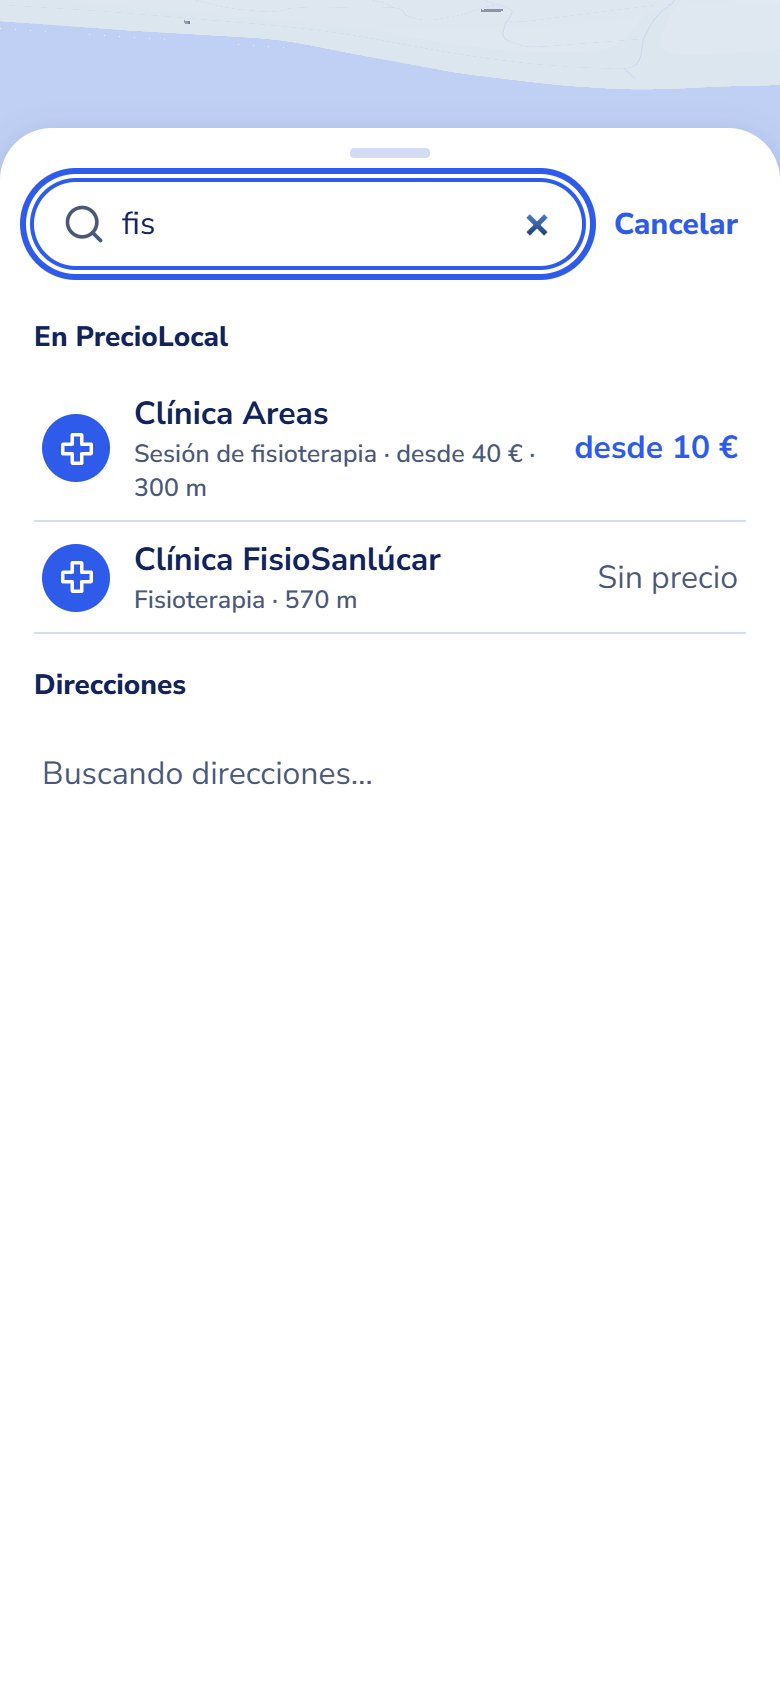 fis
Cancelar
En PrecioLocal
Clínica Areas
Sesión de fisioterapia · desde 40 € ·
300 m
desde 10 €
Clínica FisioSanlúcar
Fisioterapia · 570 m
Sin precio
Direcciones
Buscando direcciones...